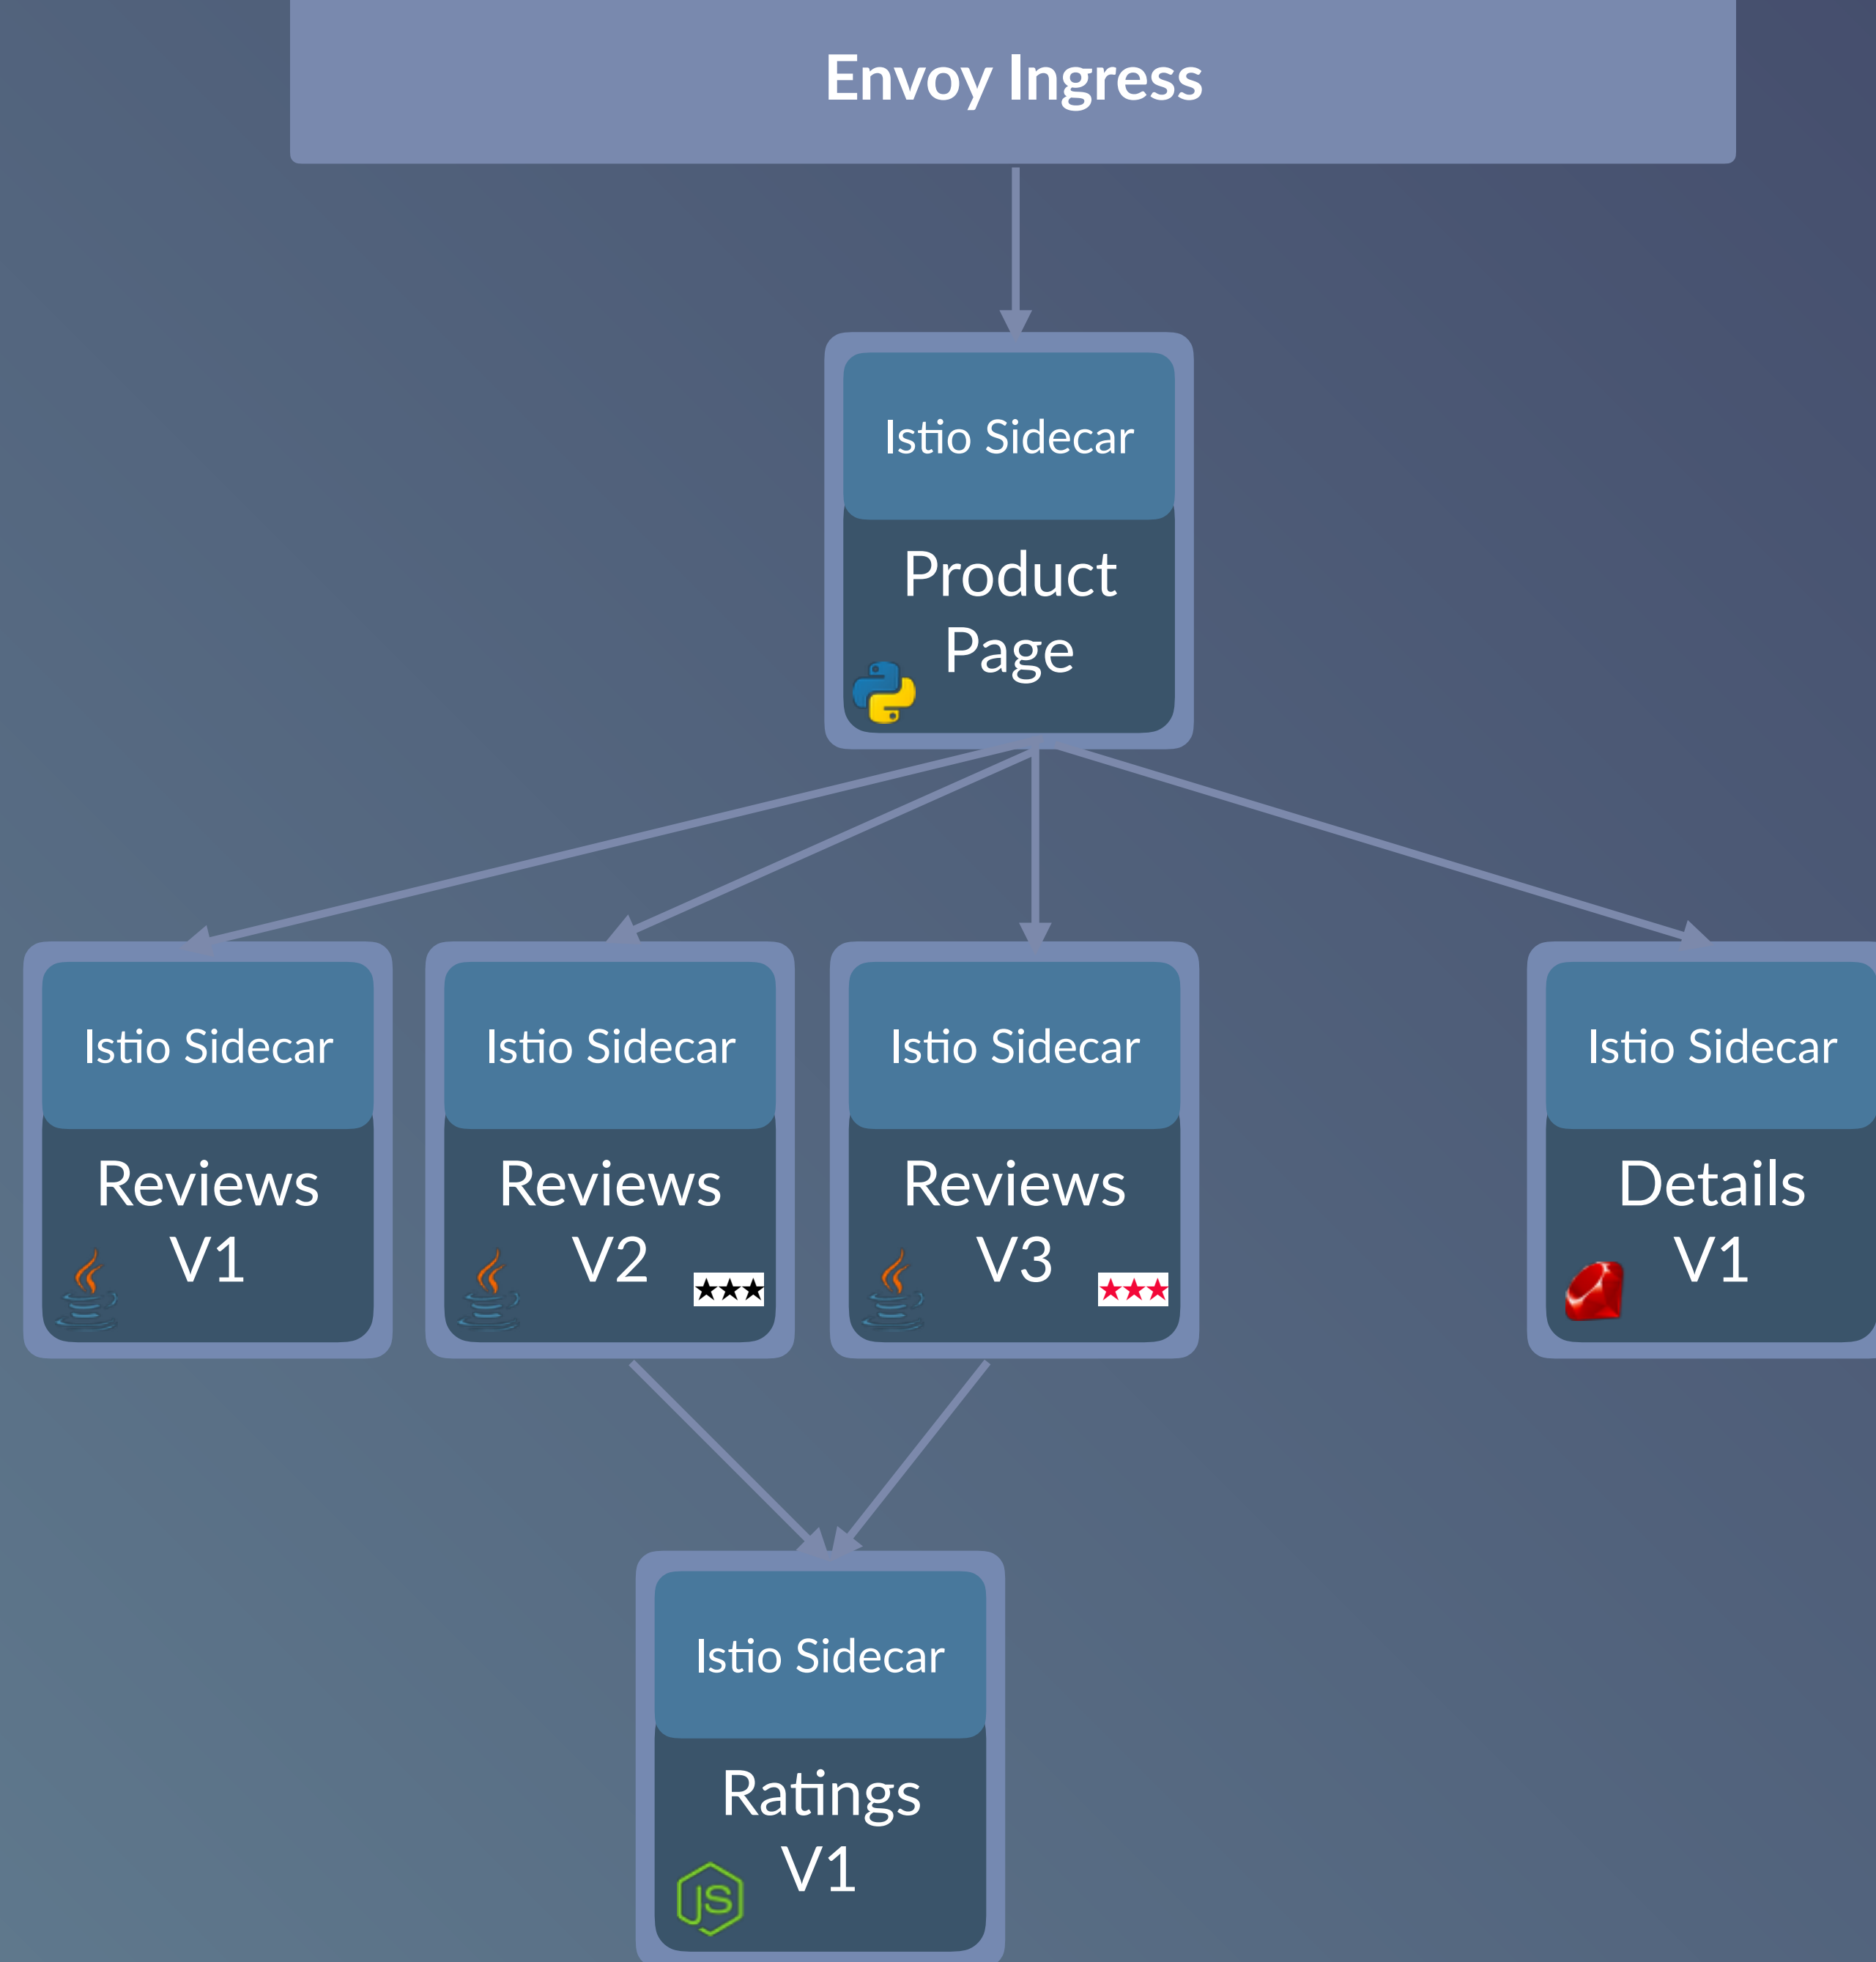 Envoy Ingress
Istio Sidecar
Product
Page
Istio Sidecar
Reviews
V1
Istio Sidecar
Reviews
V2
Istio Sidecar
Reviews
V3
Istio Sidecar
Details
V1
Istio Sidecar
Ratings
V1
JS